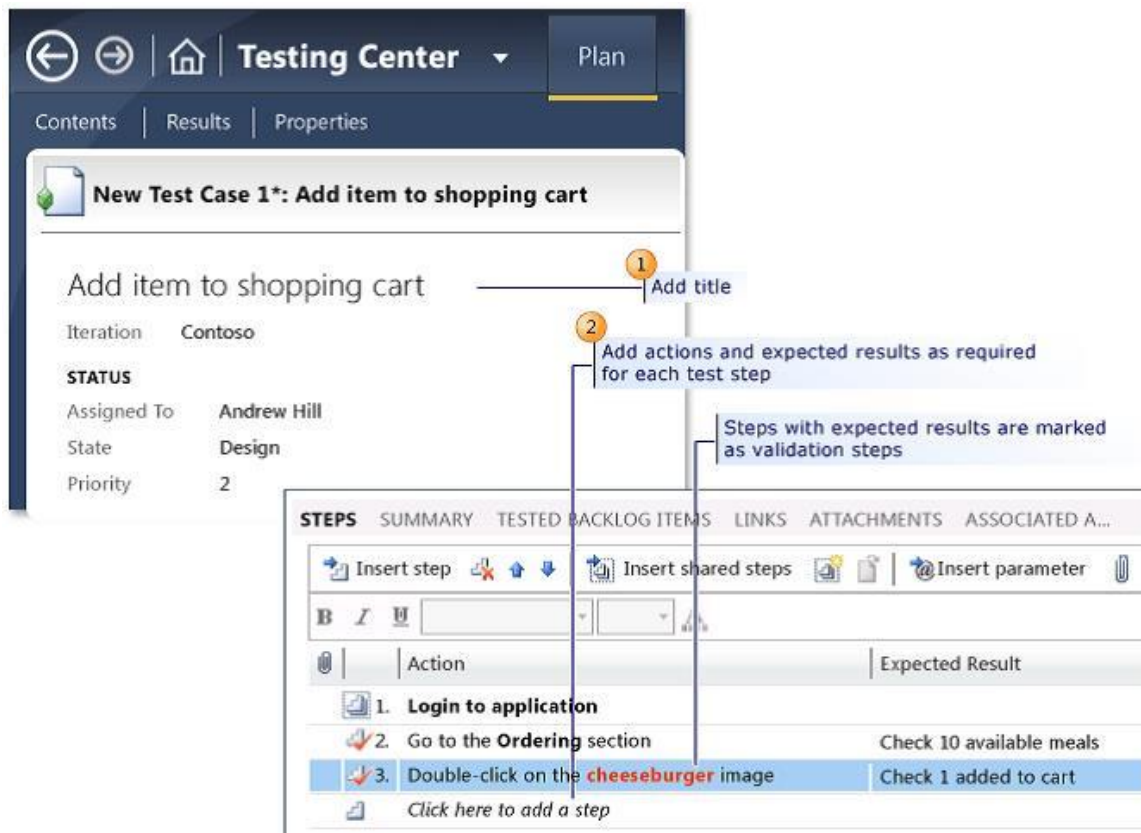 Testing Center
Plan
Contents
Results
Properties
New Test Case 1*: Add item to shopping cart
Add item to shopping cart
1
Add title
Iteration Contoso
2
Add actions and expected results as required
for each test step
STATUS
Assigned To Andrew Hill
State Design
Priority 2
Steps with expected results are marked
as validation steps
STEPS SUMMARY TESTED BACKLOG ITEMS LINKS ATTACHMENTS ASSOCIATED A...
Insert step Insert shared steps @Insert parameter
B I U
Action Expected Result
1. Login to application
2. Go to the Ordering section Check 10 available meals
3. Double-click on the cheeseburger image Check 1 added to cart
Click here to add a step